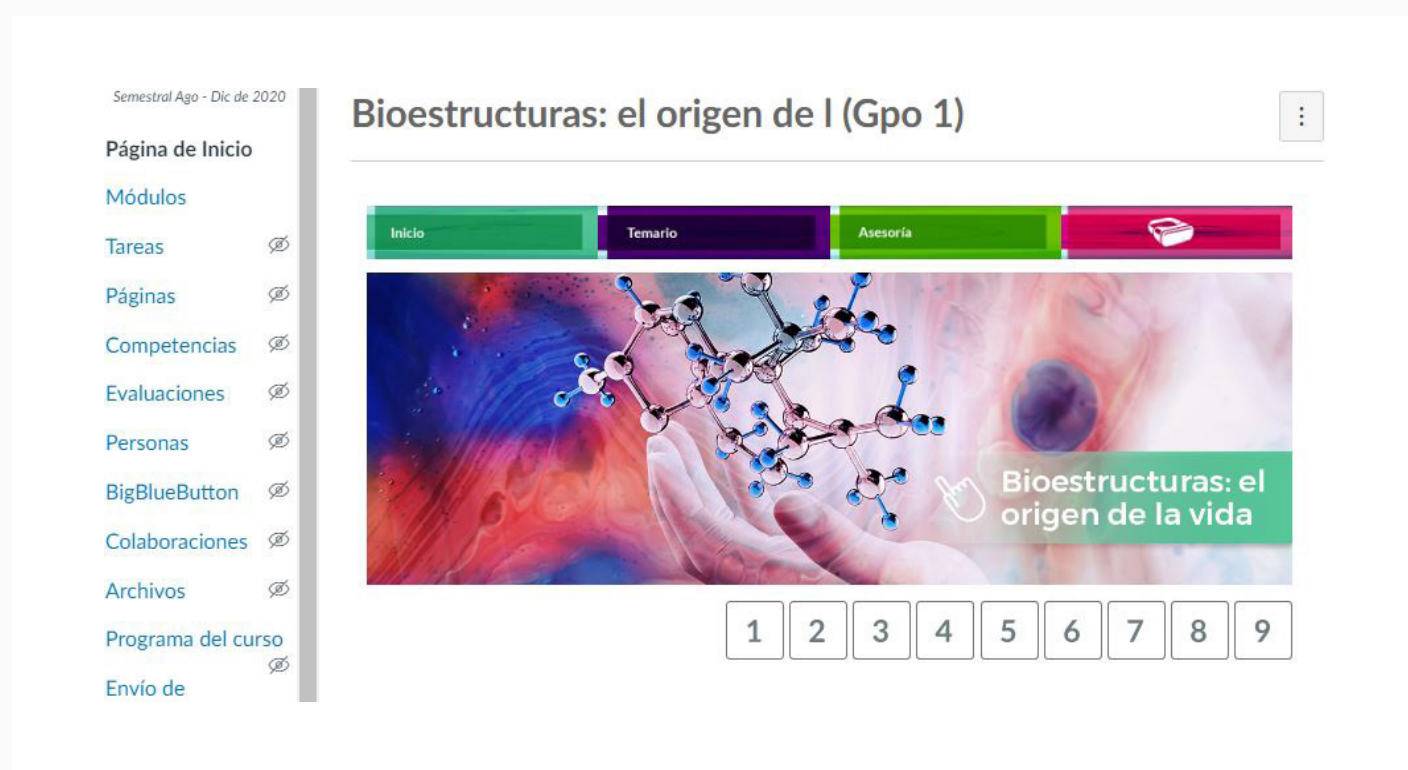 Semestral Ago - Dic de 2020
Página de Inicio
Módulos
Tareas
Páginas
Competencias
Evaluaciones
Personas
BigBlueButton
Colaboraciones
Archivos
Programa del curso
Envío de
Bioestructuras: el origen de l (Gpo 1)
Inicio
Temario
Asesoría
Bioestructuras: el
origen de la vida
1 2 3 4 5 6 7 8 9